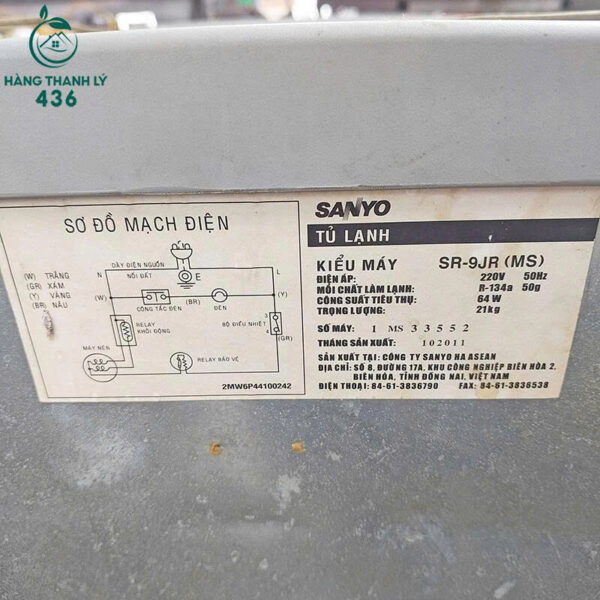 HÀNG THANH LÝ
436
SƠ ĐỒ MẠCH ĐIỆN
(W) TRẮNG
(GR) XÁM
(Y) VÀNG
(BR) NÂU
DÂY ĐIỆN NGUỒN
N
NỐI ĐẤT
E
L
(W)
(BR)
(Y)
CÔNG TẮC ĐÈN
ĐÈN
RELAY
KHỞI ĐỘNG
BỘ ĐIỀU NHIỆT
3
4
(GR)
RELAY BẢO VỆ
MÁY NÉN
2MW6P44100242
SANYO
TỦ LẠNH
KIỂU MÁY SR-9JR (MS)
ĐIỆN ÁP: 220V 50Hz
MÔI CHẤT LÀM LẠNH: R-134a 50g
CÔNG SUẤT TIÊU THỤ: 64 W
TRỌNG LƯỢNG: 21kg
SỐ MÁY: 1 MS 33552
THÁNG SẢN XUẤT: 102011
SẢN XUẤT TẠI: CÔNG TY SANYO HA ASEAN
ĐỊA CHỈ: SỐ 8, ĐƯỜNG 17A, KHU CÔNG NGHIỆP BIÊN HÒA 2,
BIÊN HÒA, TỈNH ĐỒNG NAI, VIỆT NAM
ĐIỆN THOẠI: 84-61-3836790 FAX: 84-61-3836538